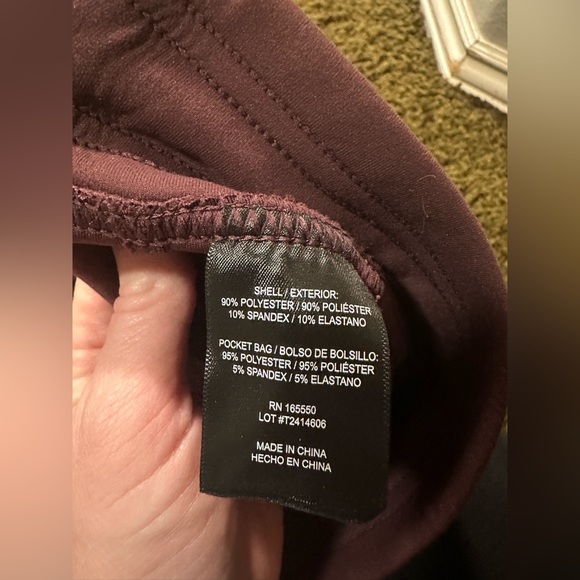 SHELL / EXTERIOR:
90% POLYESTER / 90% POLIÉSTER
10% SPANDEX / 10% ELASTANO
POCKET BAG / BOLSO DE BOLSILLO:
95% POLYESTER / 95% POLIÉSTER
5% SPANDEX / 5% ELASTANO
RN 165550
LOT #T2414606
MADE IN CHINA
HECHO EN CHINA